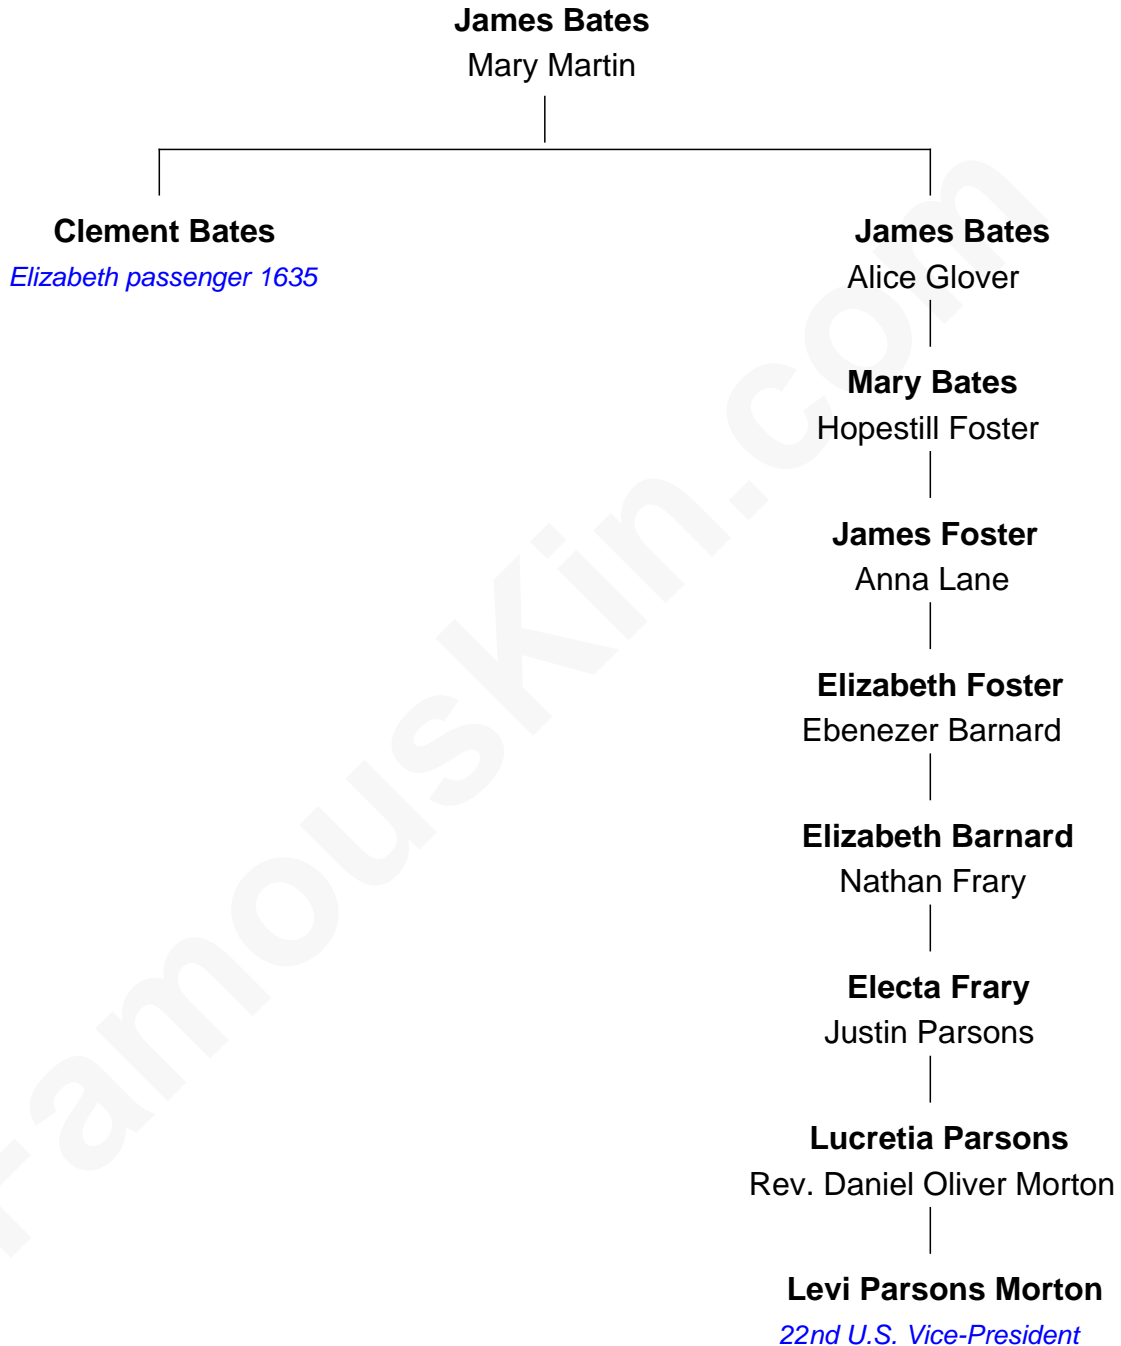 James Bates
Mary Martin
Clement Bates
Elizabeth passenger 1635
James Bates
Alice Glover
Mary Bates
Hopestill Foster
James Foster
Anna Lane
Elizabeth Foster
Ebenezer Barnard
Elizabeth Barnard
Nathan Frary
Electa Frary
Justin Parsons
Lucretia Parsons
Rev. Daniel Oliver Morton
Levi Parsons Morton
22nd U.S. Vice-President
FamousKin.com